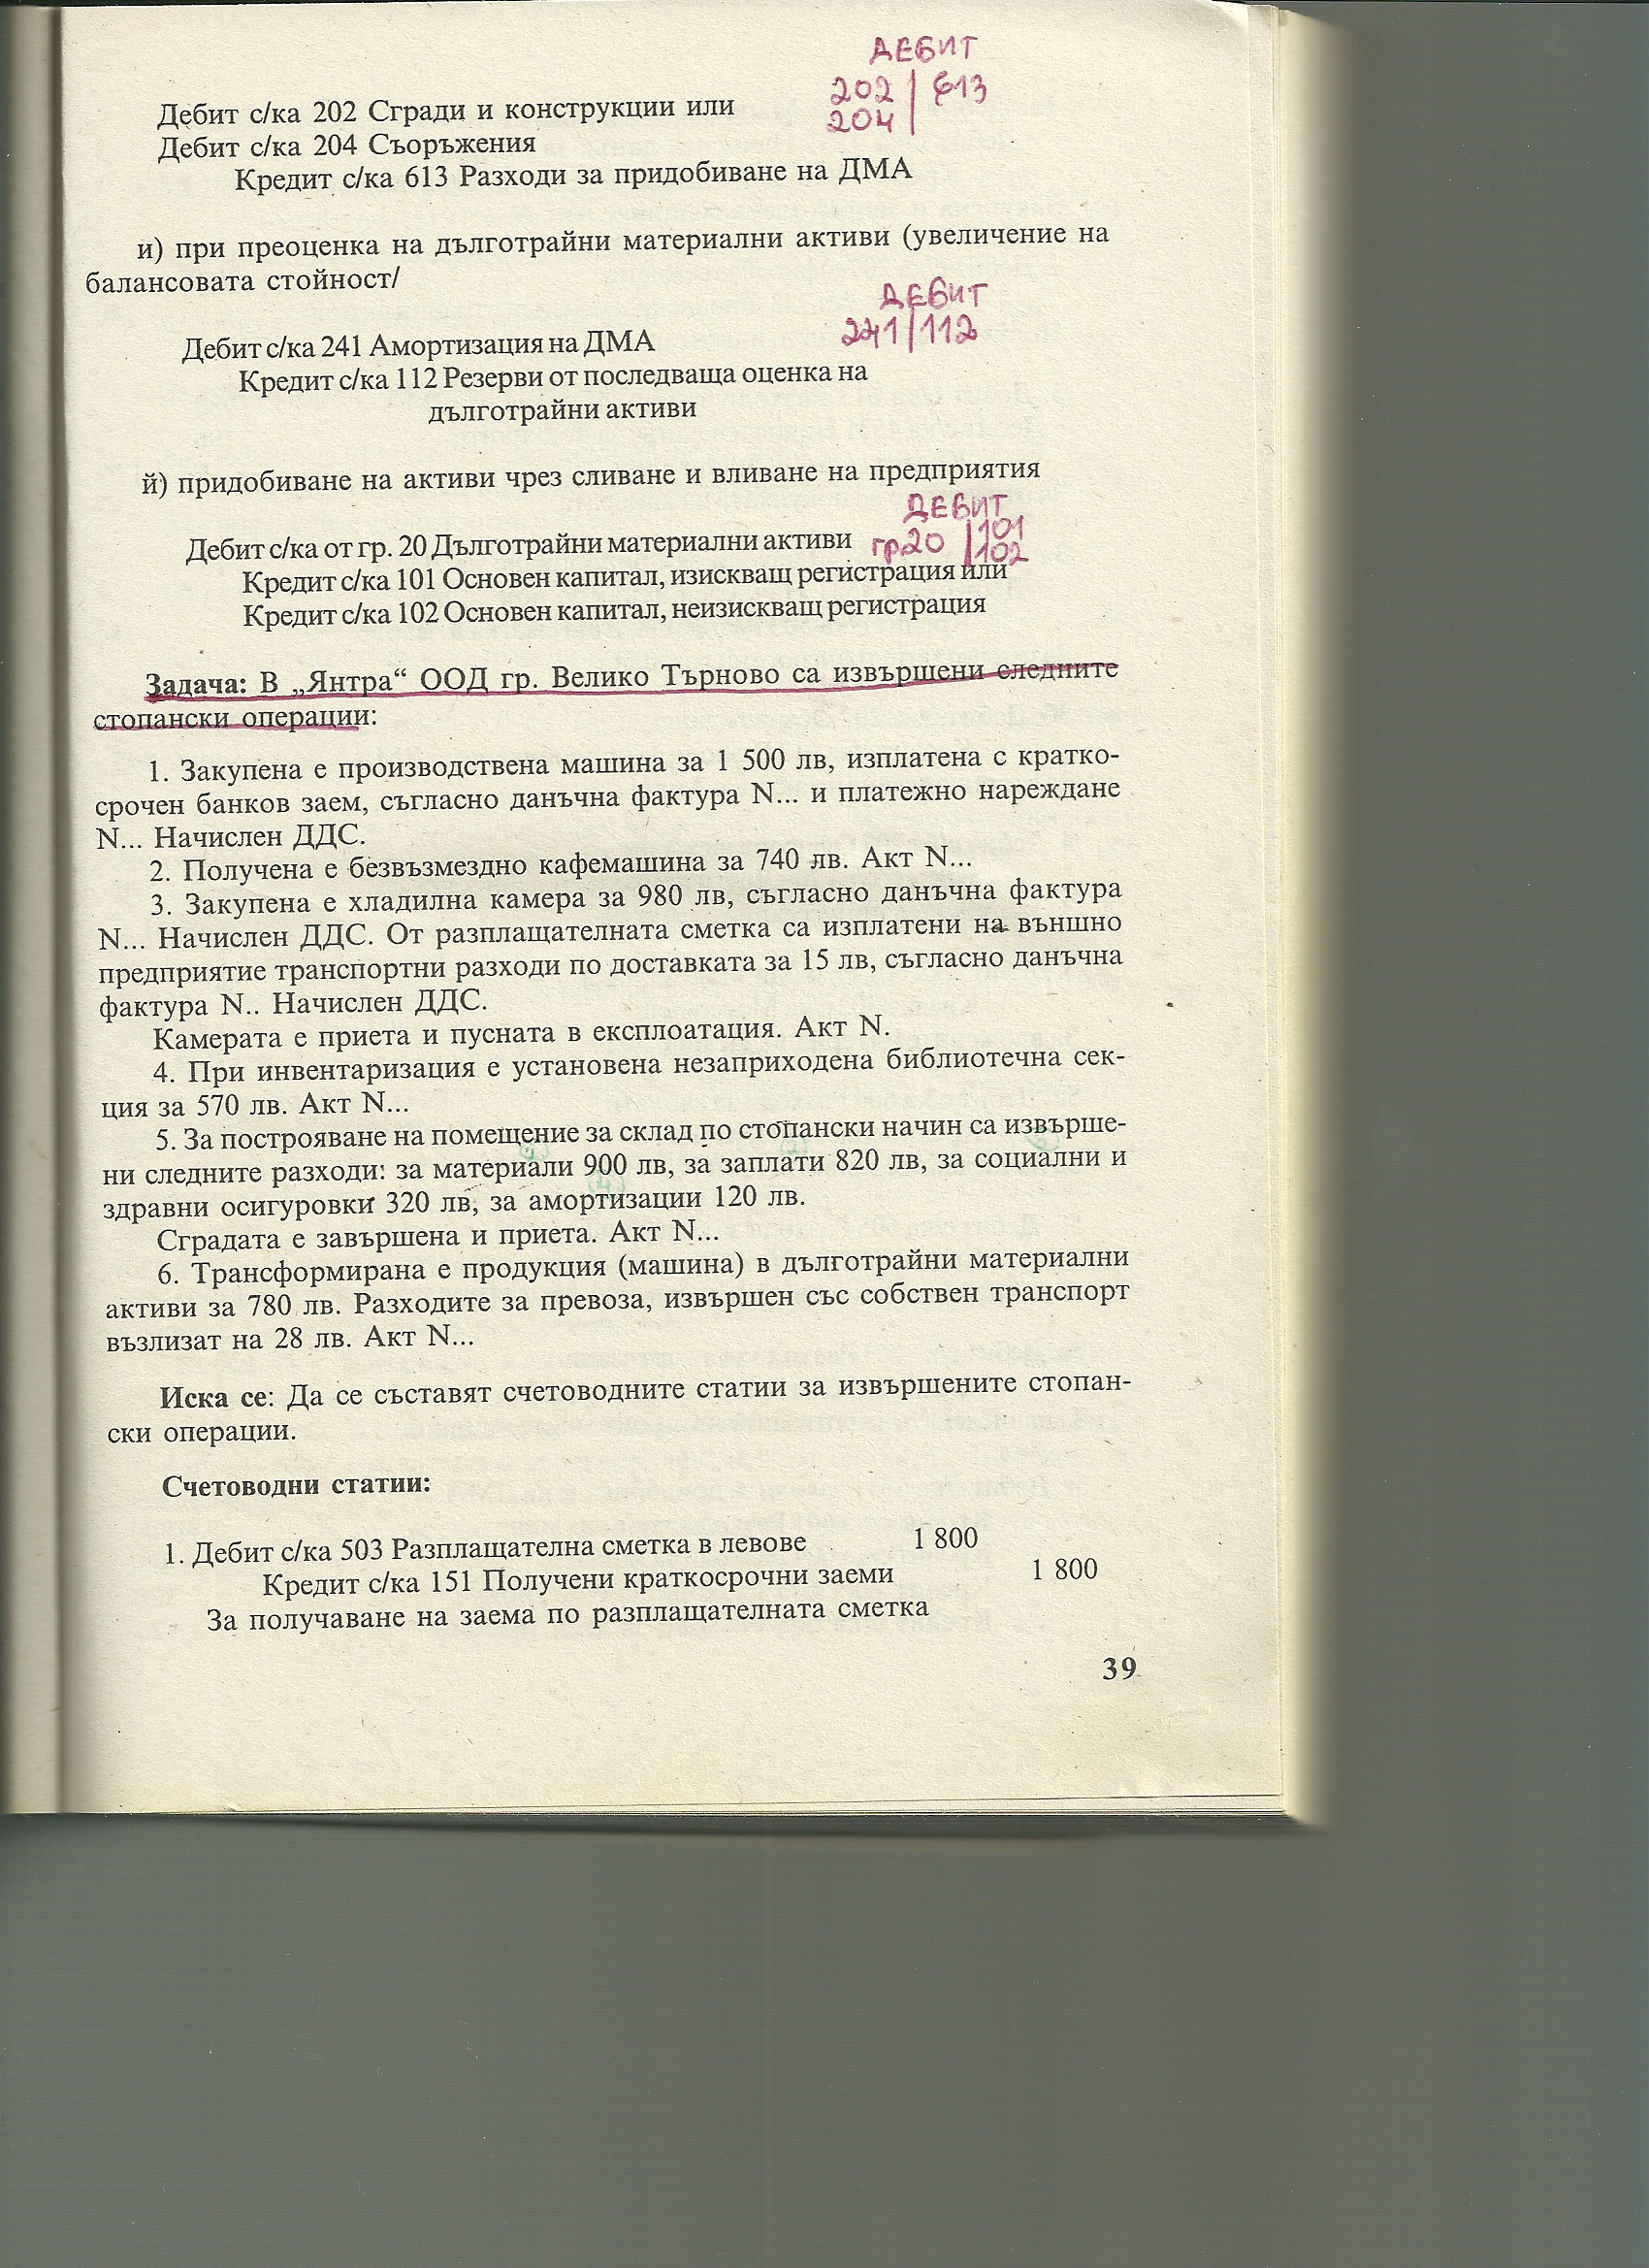 ДЕБИТ
202 | 613
204
Дебит с/ка 202 Сгради и конструкции или
Дебит с/ка 204 Съоръжения
Кредит с/ка 613 Разходи за придобиване на ДМА
и) при преоценка на дълготрайни материални активи (увеличение на
балансовата стойност/
ДЕБИТ
241 | 112
Дебит с/ка 241 Амортизация на ДМА
Кредит с/ка 112 Резерви от последваща оценка на
дълготрайни активи
й) придобиване на активи чрез сливане и вливане на предприятия
ДЕБИТ
гр.20 | 101
102
Дебит с/ка от гр. 20 Дълготрайни материални активи
Кредит с/ка 101 Основен капитал, изискващ регистрация или
Кредит с/ка 102 Основен капитал, неизискващ регистрация
Задача: В „Янтра“ ООД гр. Велико Търново са извършени следните
стопански операции:
1. Закупена е производствена машина за 1 500 лв, изплатена с кратко-
срочен банков заем, съгласно данъчна фактура N... и платежно нареждане
N... Начислен ДДС.
2. Получена е безвъзмездно кафемашина за 740 лв. Акт N...
3. Закупена е хладилна камера за 980 лв, съгласно данъчна фактура
N... Начислен ДДС. От разплащателната сметка са изплатени на външно
предприятие транспортни разходи по доставката за 15 лв, съгласно данъчна
фактура N.. Начислен ДДС.
Камерата е приета и пусната в експлоатация. Акт N.
4. При инвентаризация е установена незаприходена библиотечна сек-
ция за 570 лв. Акт N...
5. За построяване на помещение за склад по стопански начин са извърше-
ни следните разходи: за материали 900 лв, за заплати 820 лв, за социални и
здравни осигуровки 320 лв, за амортизации 120 лв.
Сградата е завършена и приета. Акт N...
6. Трансформирана е продукция (машина) в дълготрайни материални
активи за 780 лв. Разходите за превоза, извършен със собствен транспорт
възлизат на 28 лв. Акт N...
Иска се: Да се съставят счетоводните статии за извършените стопан-
ски операции.
Счетоводни статии:
1. Дебит с/ка 503 Разплащателна сметка в левове 1 800
Кредит с/ка 151 Получени краткосрочни заеми 1 800
За получаване на заема по разплащателната сметка
39